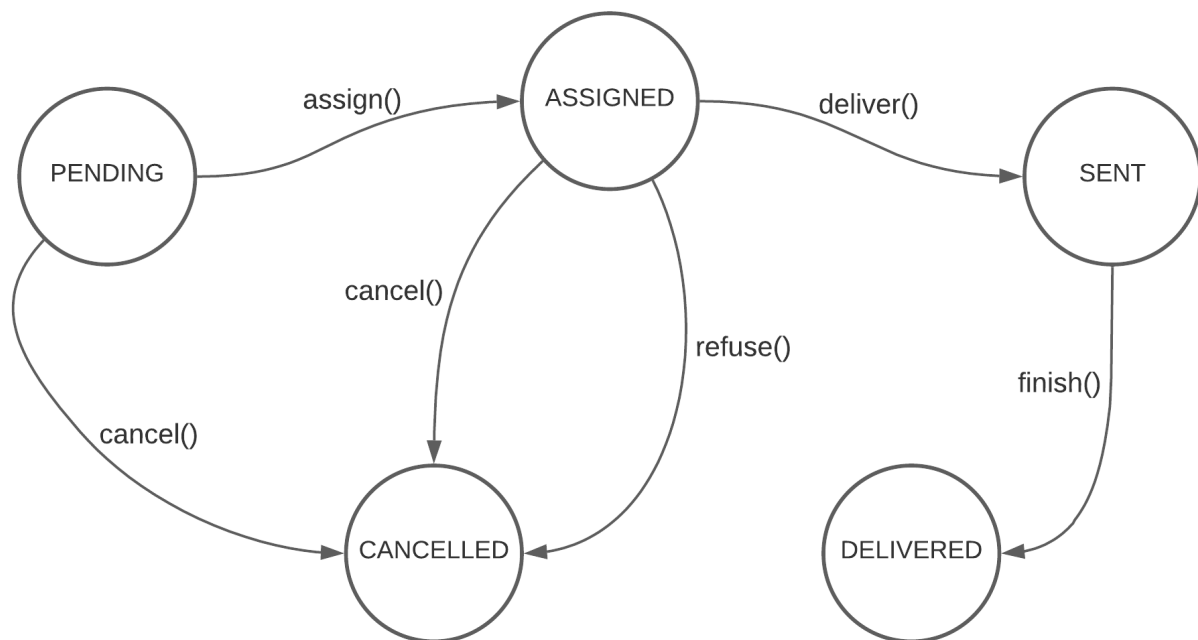 ASSIGNED
assign()
deliver()
PENDING
SENT
cancel()
refuse()
finish()
cancel()
CANCELLED
DELIVERED